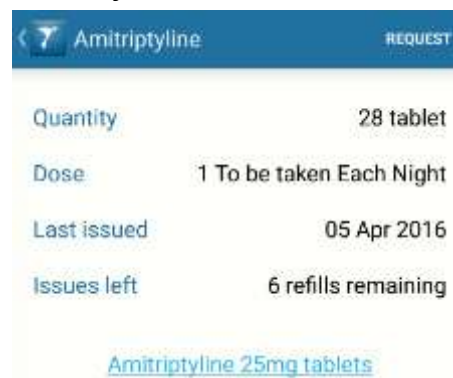 Amitriptyline REQUEST
Quantity 28 tablet
Dose 1 To be taken Each Night
Last issued 05 Apr 2016
Issues left 6 refills remaining
Amitriptyline 25mg tablets